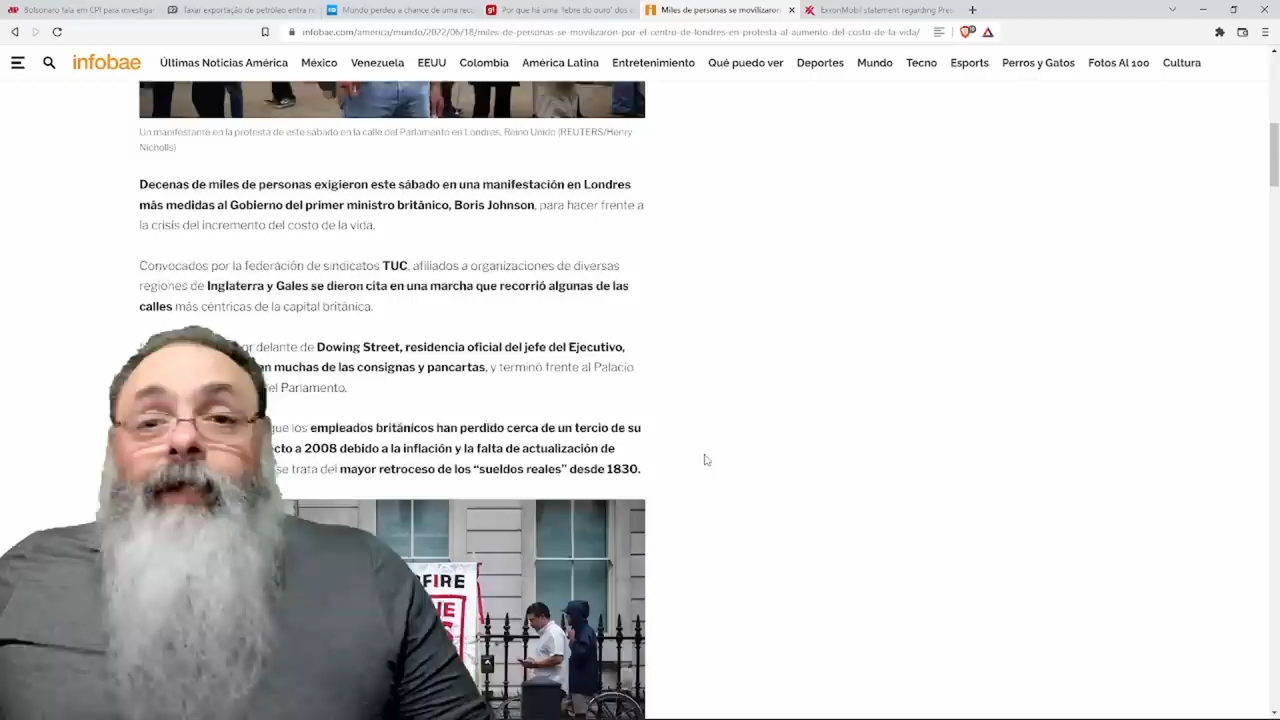 Bolsonaro fala em CPI para investigar
Taxar exportação de petróleo entra n
Mundo perdeu a chance de uma recu
Por que há uma 'febre do ouro' dos e
Miles de personas se movilizaron
ExxonMobil statement regarding Pres
infobae.com/america/mundo/2022/06/18/miles-de-personas-se-movilizaron-por-el-centro-de-londres-en-protesta-al-aumento-del-costo-de-la-vida/
infobae
Últimas Noticias América México Venezuela EEUU Colombia América Latina Entretenimiento Qué puedo ver Deportes Mundo Tecno Esports Perros y Gatos Fotos Al 100 Cultura
Un manifestante en la protesta de este sábado en la calle del Parlamento en Londres, Reino Unido (REUTERS/Henry
Nicholls)
Decenas de miles de personas exigieron este sábado en una manifestación en Londres
más medidas al Gobierno del primer ministro británico, Boris Johnson, para hacer frente a
la crisis del incremento del costo de la vida.
Convocados por la federación de sindicatos TUC, afiliados a organizaciones de diversas
regiones de Inglaterra y Gales se dieron cita en una marcha que recorrió algunas de las
calles más céntricas de la capital británica.
or delante de Dowing Street, residencia oficial del jefe del Ejecutivo,
en muchas de las consignas y pancartas, y terminó frente al Palacio
del Parlamento.
que los empleados británicos han perdido cerca de un tercio de su
cto a 2008 debido a la inflación y la falta de actualización de
se trata del mayor retroceso de los “sueldos reales” desde 1830.
FIRE